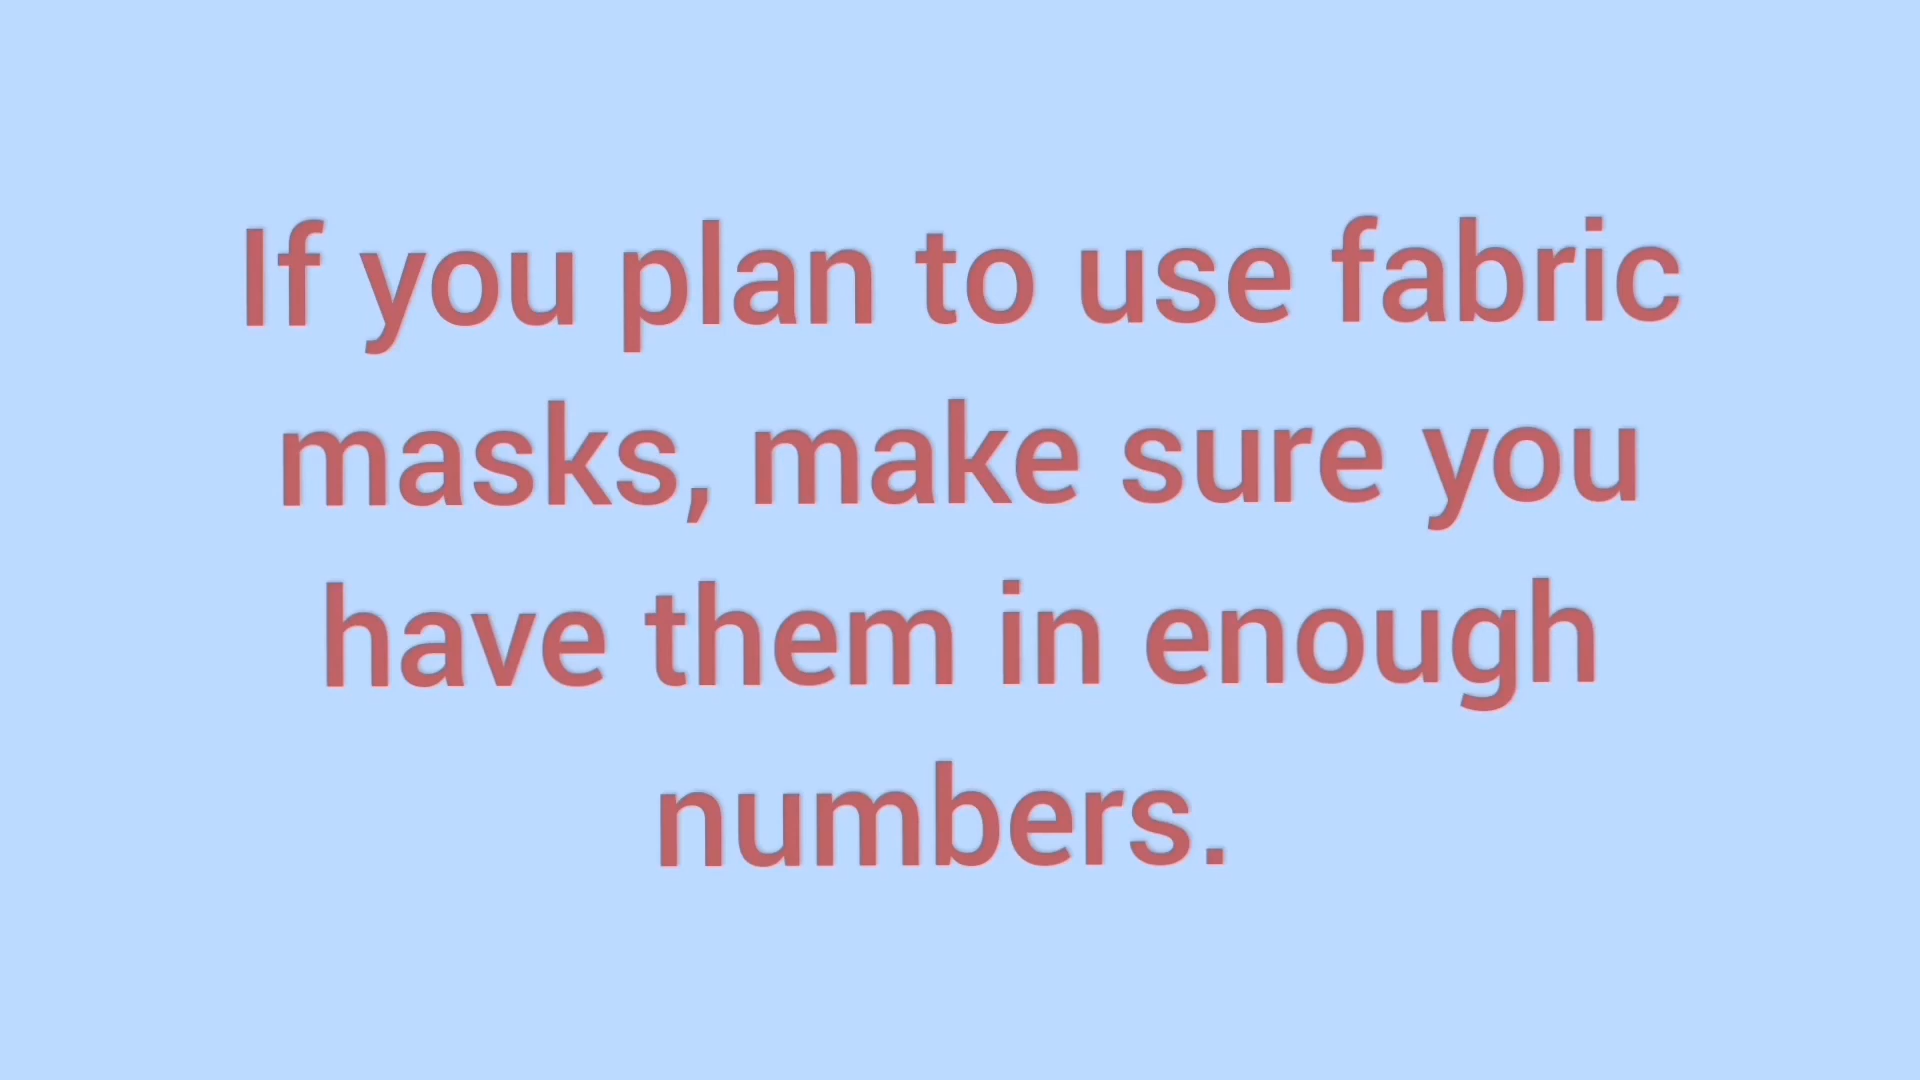 If you plan to use fabric
masks, make sure you
have them in enough
numbers.